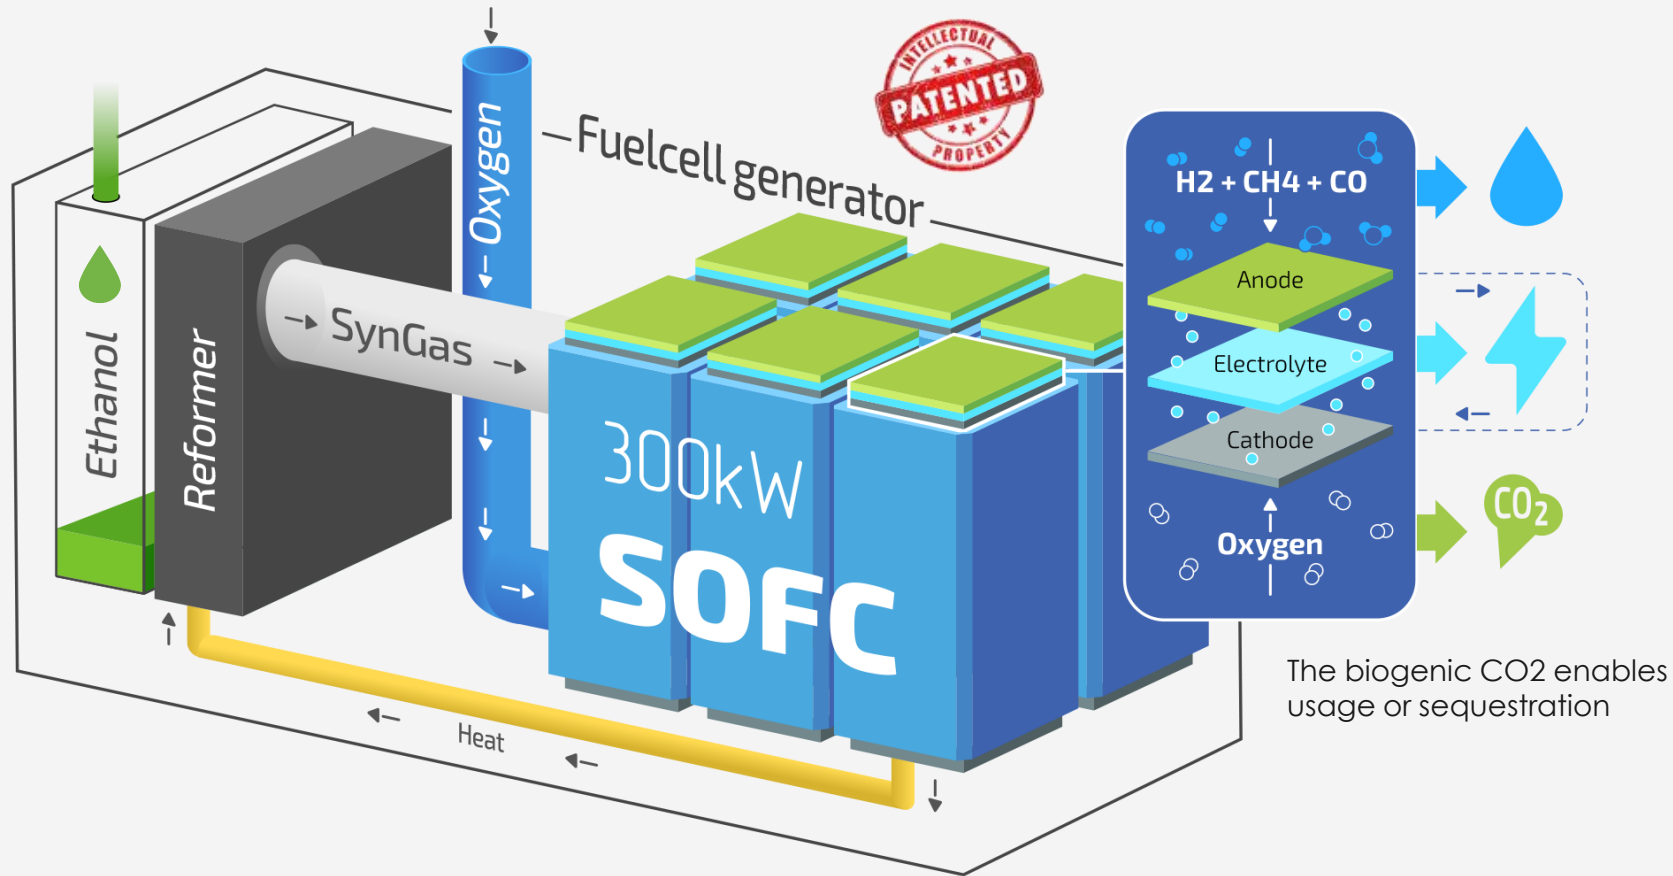 INTELLECTUAL
PATENTED
PROPERTY
Fuelcell generator
Oxygen
Ethanol
Reformer
SynGas
300kW
SOFC
Heat
H2 + CH4 + CO
Anode
Electrolyte
Cathode
Oxygen
CO2
The biogenic CO2 enables
usage or sequestration